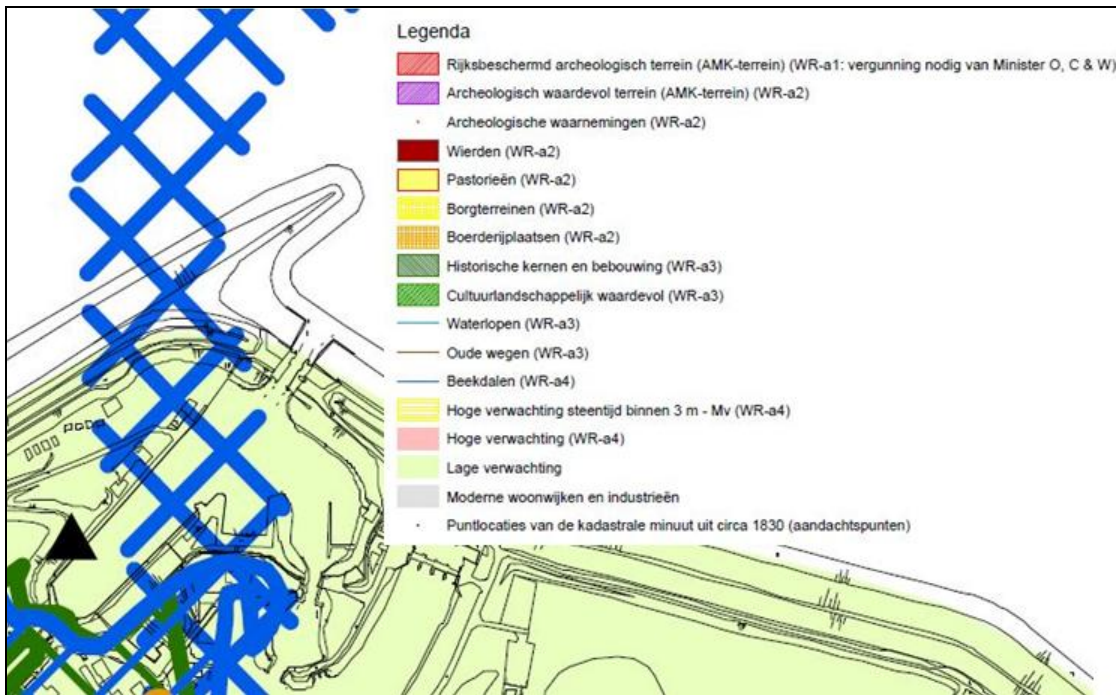 Legenda
Rijksbeschermd archeologisch terrein (AMK-terrein) (WR-a1: vergunning nodig van Minister O, C & W)
Archeologisch waardevol terrein (AMK-terrein) (WR-a2)
Archeologische waarnemingen (WR-a2)
Wierden (WR-a2)
Pastorieën (WR-a2)
Borgterreinen (WR-a2)
Boerderijplaatsen (WR-a2)
Historische kernen en bebouwing (WR-a3)
Cultuurlandschappelijk waardevol (WR-a3)
Waterlopen (WR-a3)
Oude wegen (WR-a3)
Beekdalen (WR-a4)
Hoge verwachting steentijd binnen 3 m - Mv (WR-a4)
Hoge verwachting (WR-a4)
Lage verwachting
Moderne woonwijken en industrieën
Puntlocaties van de kadastrale minuut uit circa 1830 (aandachtspunten)